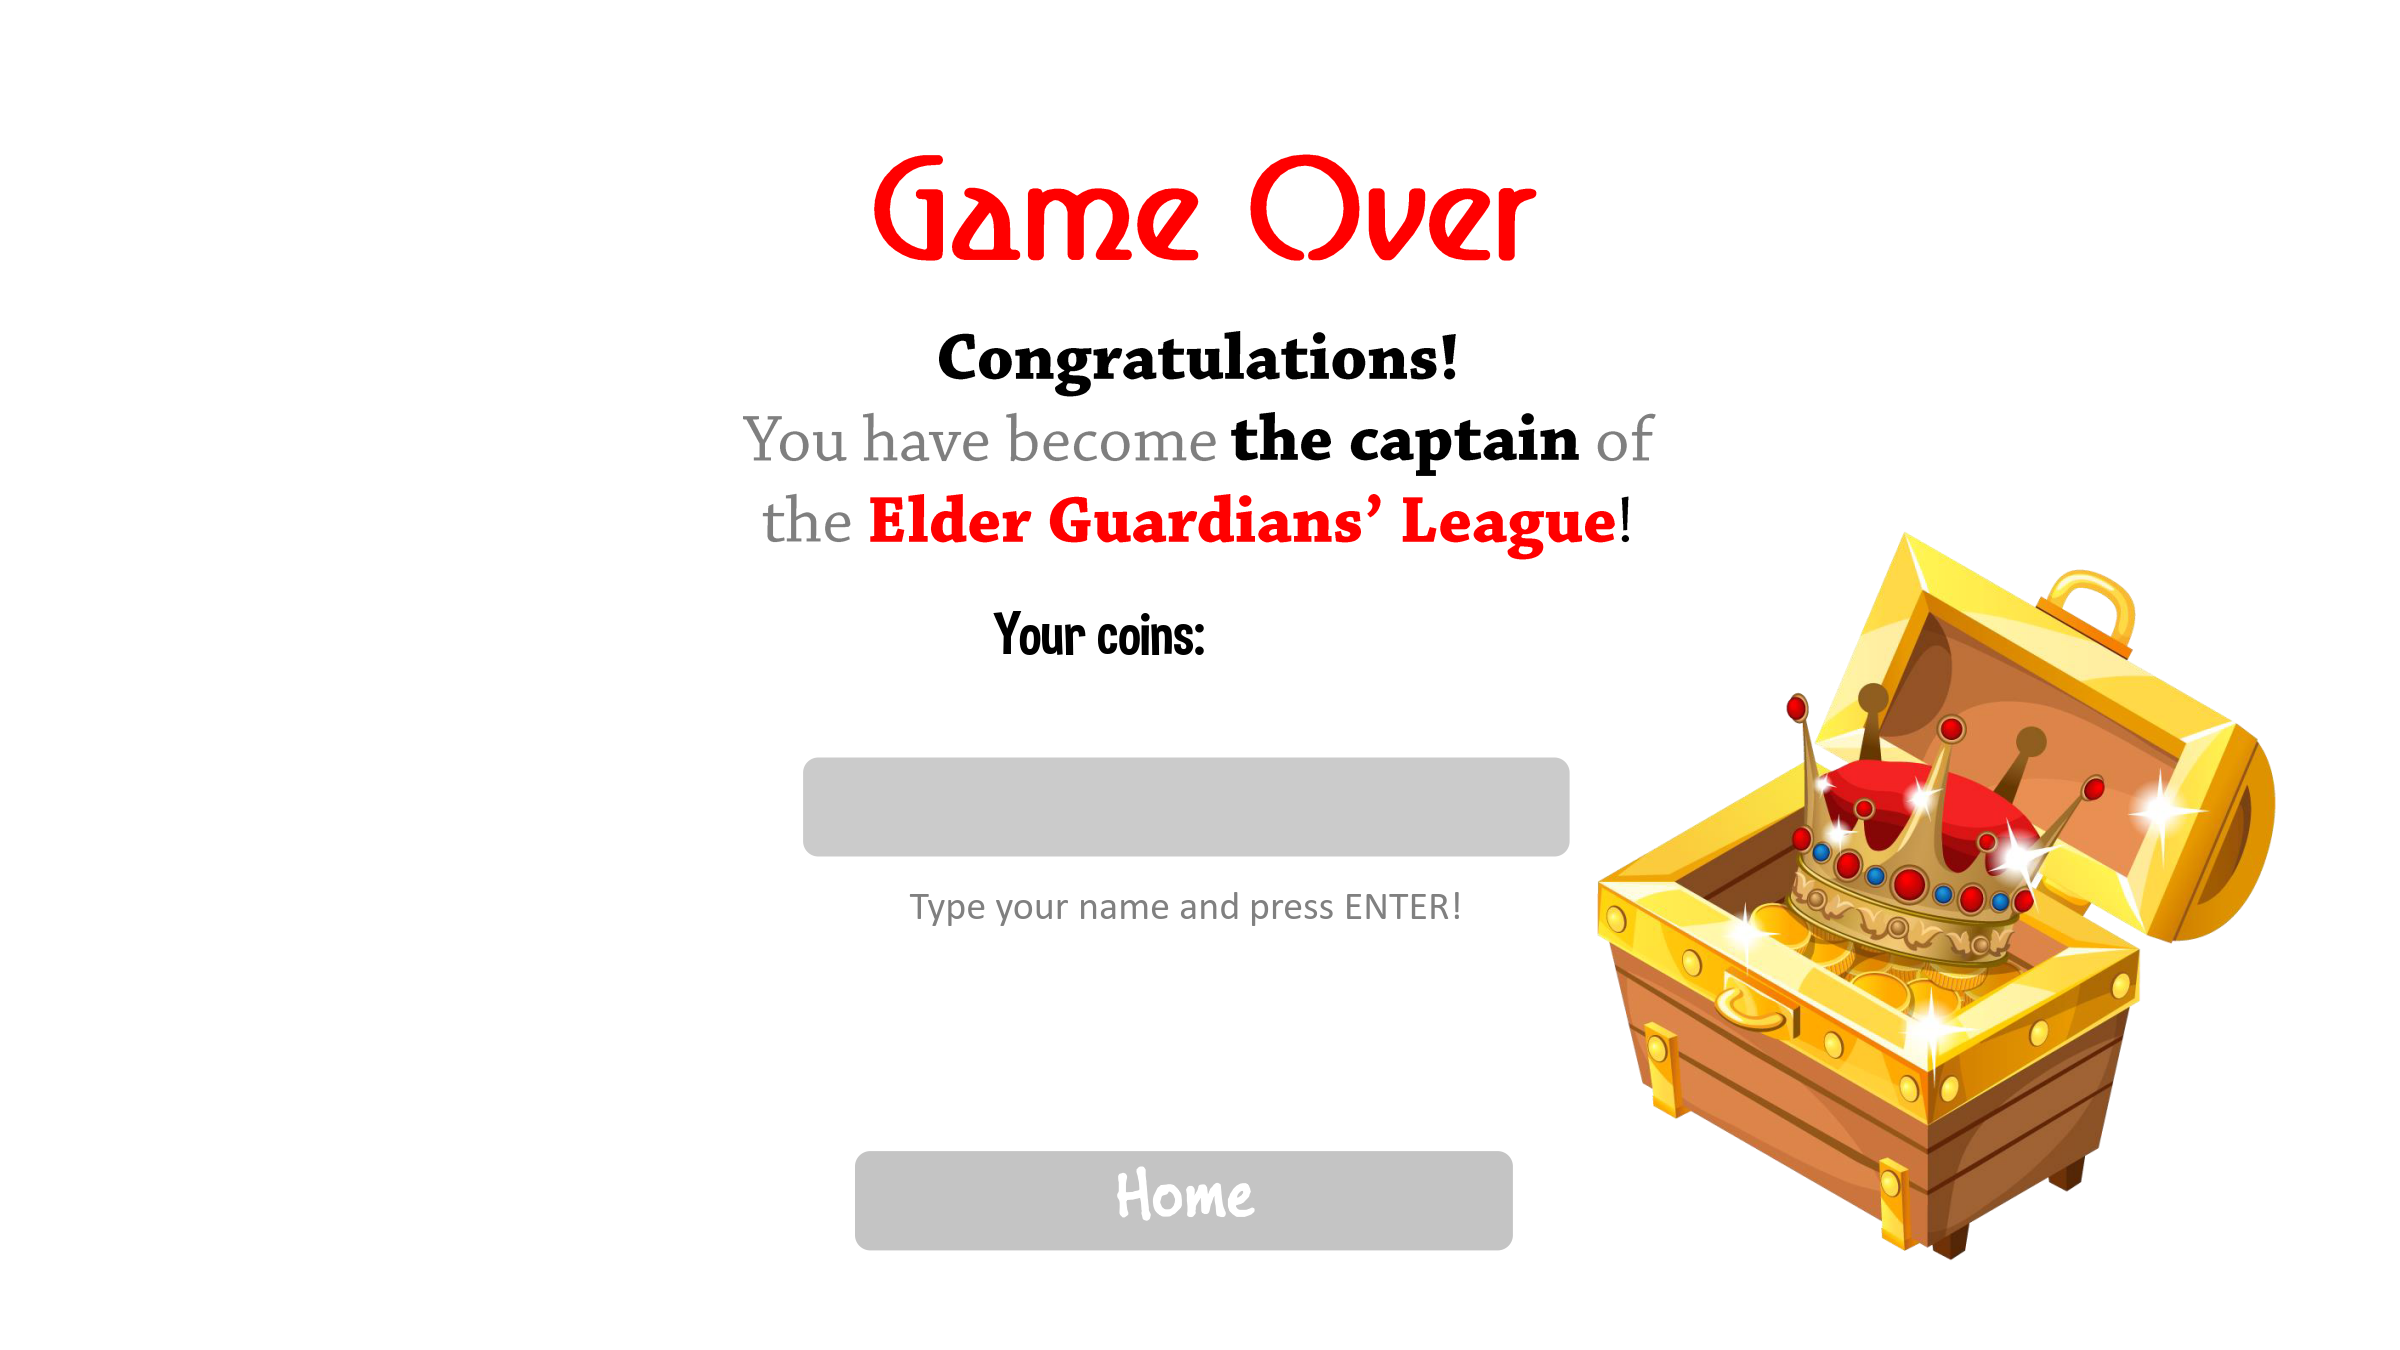 Game Over
Congratulations!
You have become the captain of
the Elder Guardians’ League!
Your coins:
Type your name and press ENTER!
Home